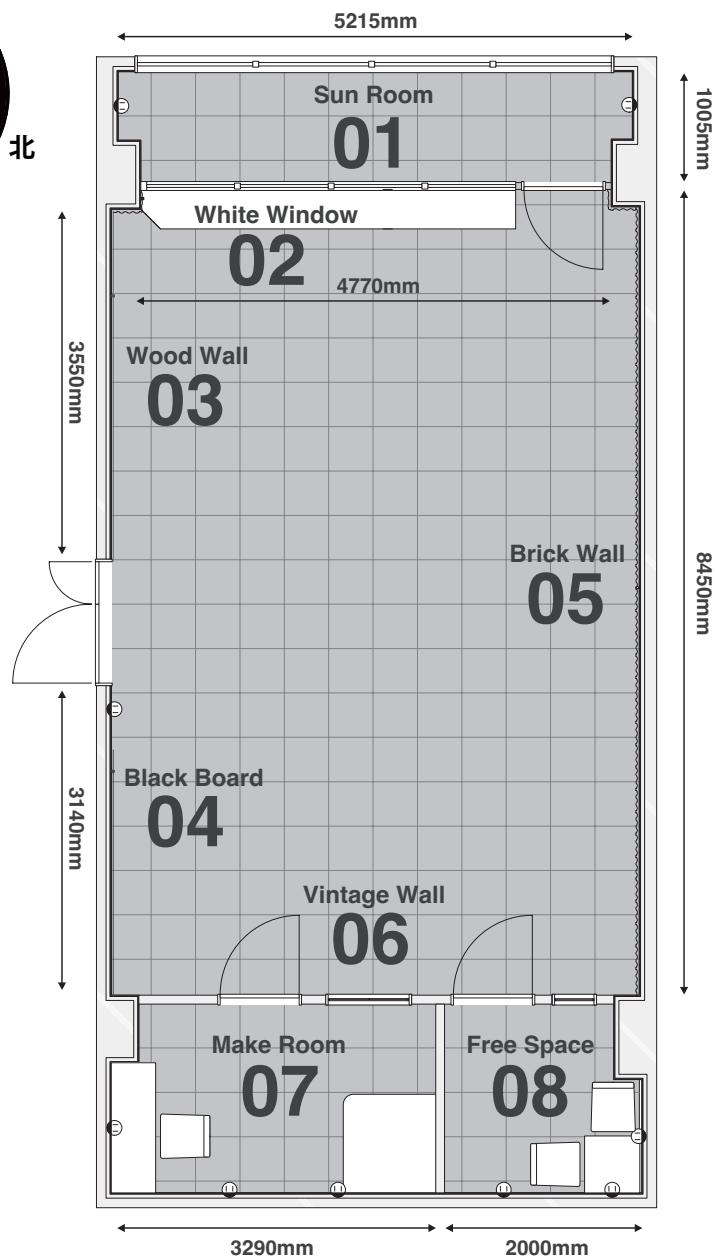 5215mm
Sun Room
01
1005mm
北
White Window
02
4770mm
3550mm
Wood Wall
03
Brick Wall
05
8450mm
Black Board
04
3140mm
Vintage Wall
06
Make Room
07
Free Space
08
3290mm
2000mm